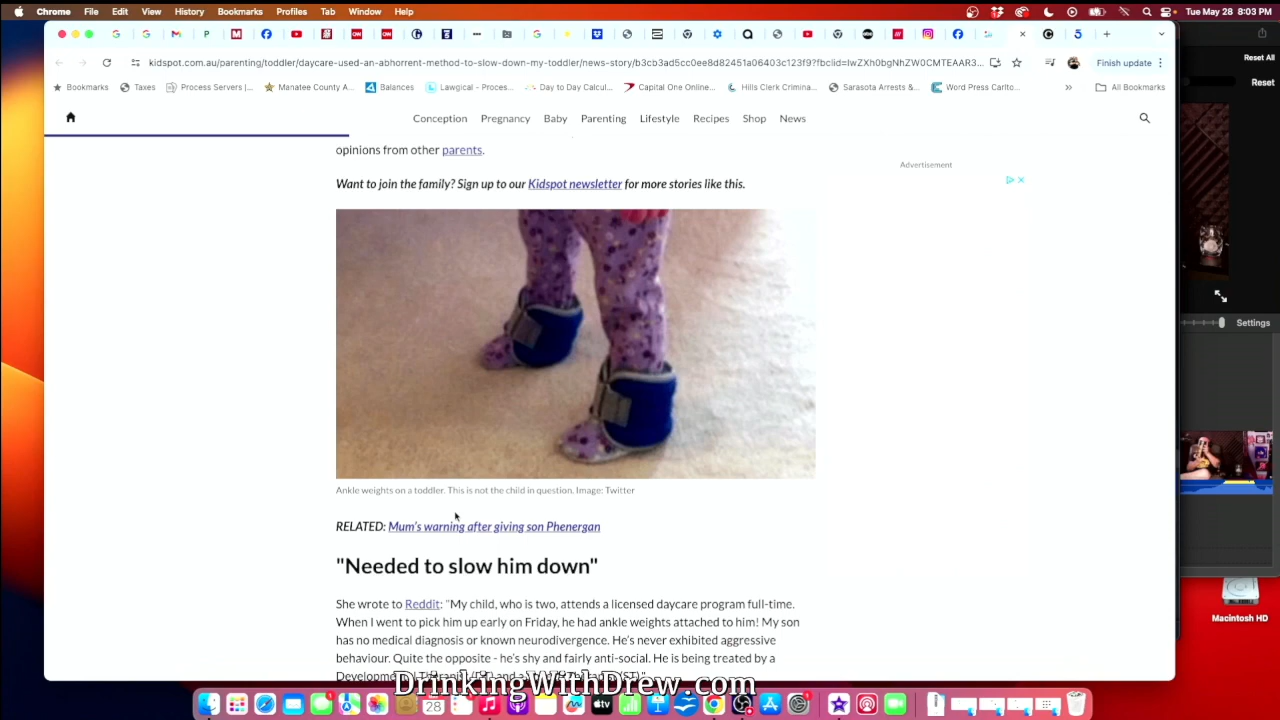 Chrome File Edit View History Bookmarks Profiles Tab Window Help
Tue May 28 8:03 PM
kidspot.com.au/parenting/toddler/daycare-used-an-abhorrent-method-to-slow-down-my-toddler/news-story/b3cb3ad5cc0ee8d82451a06403c123f9?fbclid=IwZXh0bgNhZW0CMTEAAR3...
Finish update
Reset All
Reset
Bookmarks Taxes Process Servers |... Manatee County A... Balances Lawgical - Proces... Day to Day Calcul... Capital One Online... Hills Clerk Crimina... Sarasota Arrests &... Word Press Carlto... » All Bookmarks
Conception Pregnancy Baby Parenting Lifestyle Recipes Shop News
opinions from other parents.
Advertisement
Want to join the family? Sign up to our Kidspot newsletter for more stories like this.
Settings
Ankle weights on a toddler. This is not the child in question. Image: Twitter
RELATED: Mum's warning after giving son Phenergan
"Needed to slow him down"
She wrote to Reddit: "My child, who is two, attends a licensed daycare program full-time.
When I went to pick him up early on Friday, he had ankle weights attached to him! My son
has no medical diagnosis or known neurodivergence. He's never exhibited aggressive
behaviour. Quite the opposite - he's shy and fairly anti-social. He is being treated by a
Macintosh HD
DrinkingWithDrew.com
28
tv